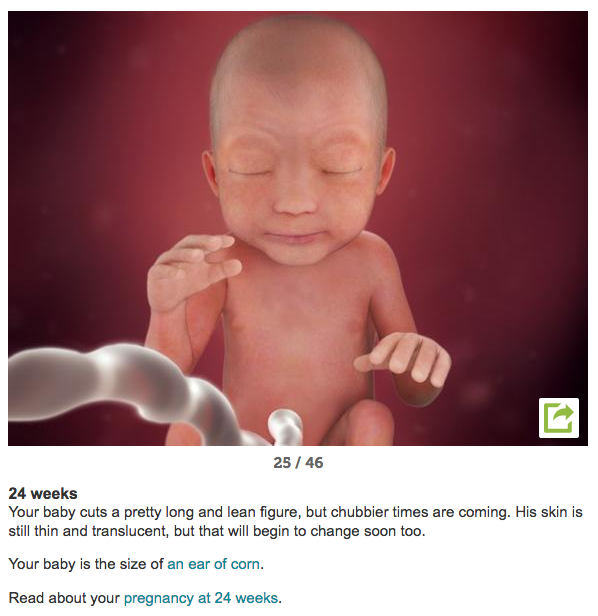 25 / 46
24 weeks
Your baby cuts a pretty long and lean figure, but chubbier times are coming. His skin is
still thin and translucent, but that will begin to change soon too.
Your baby is the size of an ear of corn.
Read about your pregnancy at 24 weeks.